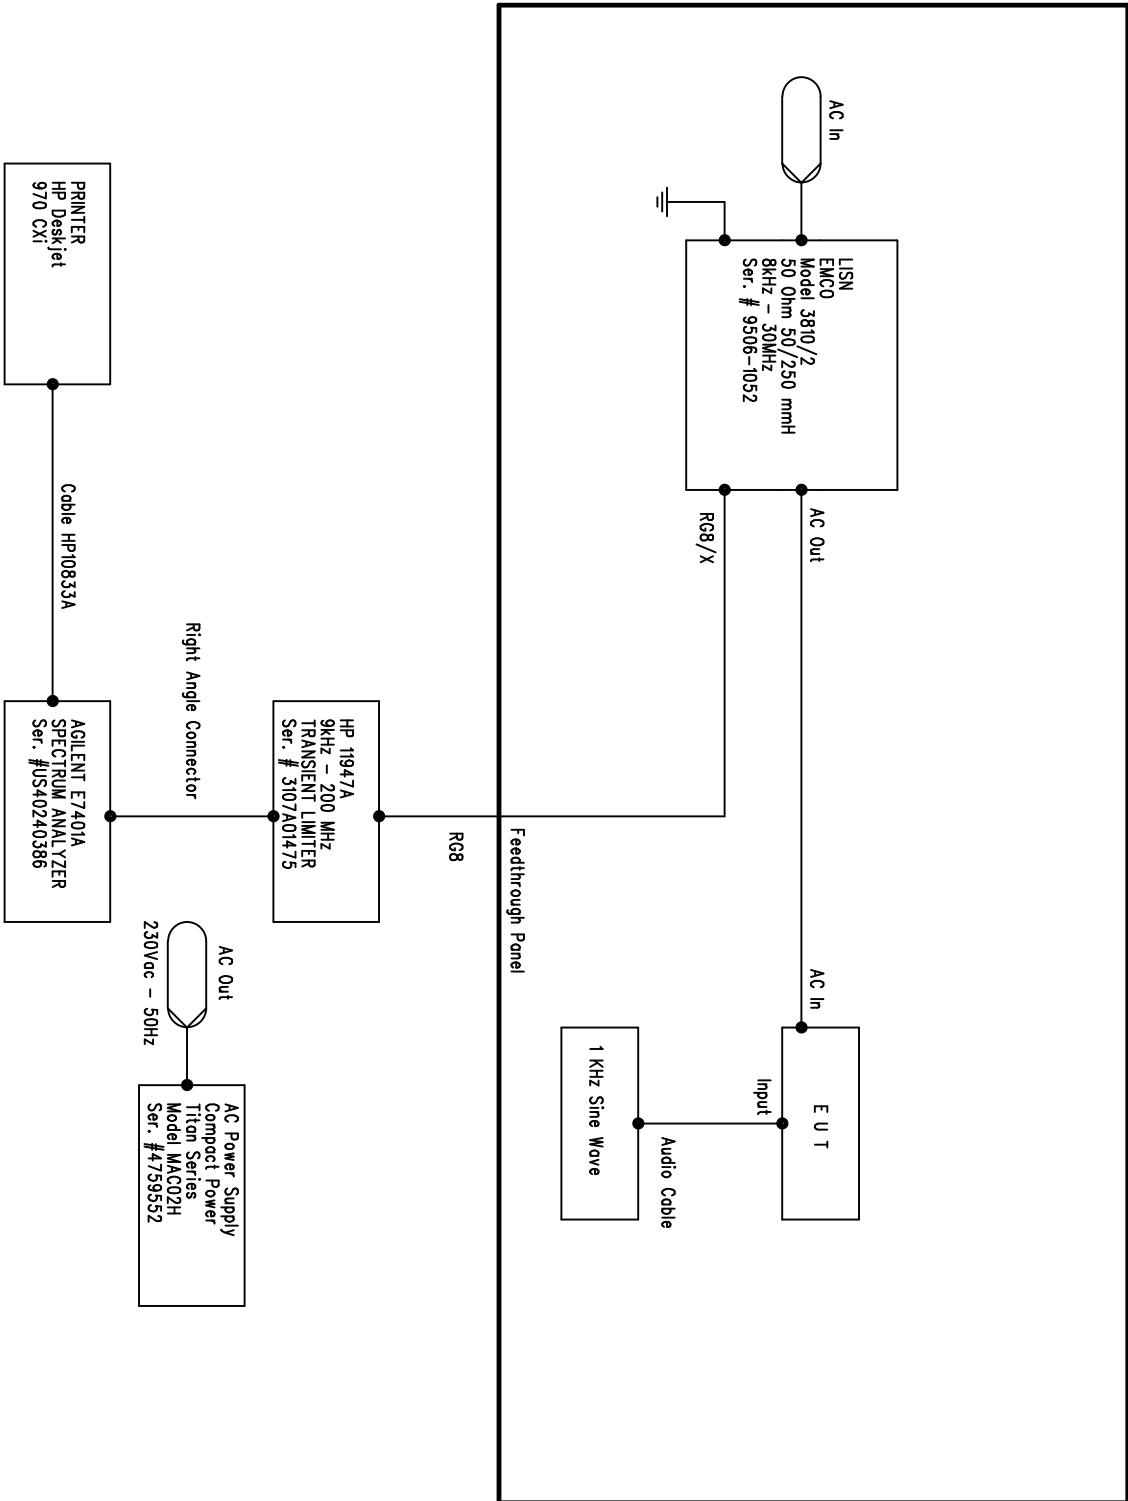 AC In
LISN
EMCO
Model 3810/2
50 Ohm 50/250 mmH
8kHz - 30MHz
Ser. # 9506-1052
AC Out
RG8/X
AC In
E U T
Input
Audio Cable
1 KHz Sine Wave
Feedthrough Panel
RG8
HP 11947A
9kHz - 200 MHz
TRANSIENT LIMITER
Ser. # 3107A01475
Right Angle Connector
PRINTER
HP Deskjet
970 CXi
Cable HP10833A
AGILENT E7401A
SPECTRUM ANALYZER
Ser. #US40240386
AC Out
230Vac - 50Hz
AC Power Supply
Compact Power
Titan Series
Model MAC02H
Ser. #4759552